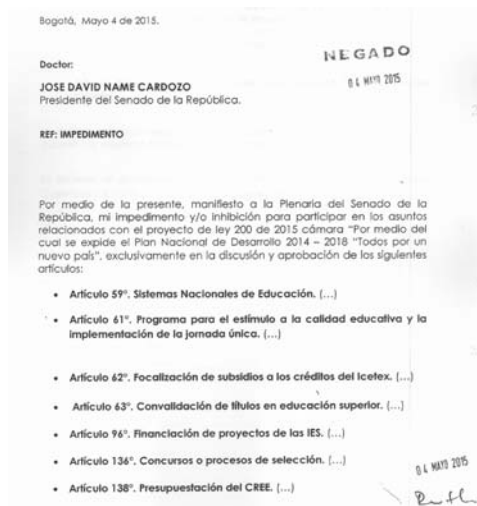 Bogotá, Mayo 4 de 2015.
NEGADO
04 MAYO 2015
Doctor:
JOSE DAVID NAME CARDOZO
Presidente del Senado de la República.
REF: IMPEDIMENTO
Por medio de la presente, manifiesto a la Plenaria del Senado de la
República, mi impedimento y/o inhibición para participar en los asuntos
relacionados con el proyecto de ley 200 de 2015 cámara "Por medio del
cual se expide el Plan Nacional de Desarrollo 2014 – 2018 "Todos por un
nuevo país", exclusivamente en la discusión y aprobación de los siguientes
artículos:
• Artículo 59°. Sistemas Nacionales de Educación. (...)
• Artículo 61°. Programa para el estímulo a la calidad educativa y la
implementación de la jornada única. (...)
• Artículo 62°. Focalización de subsidios a los créditos del Icetex. (...)
• Artículo 63°. Convalidación de títulos en educación superior. (...)
• Artículo 96°. Financiación de proyectos de las IES. (...)
• Artículo 136°. Concursos o procesos de selección. (...)
• Artículo 138°. Presupuestación del CREE. (...)
04 MAYO 2015